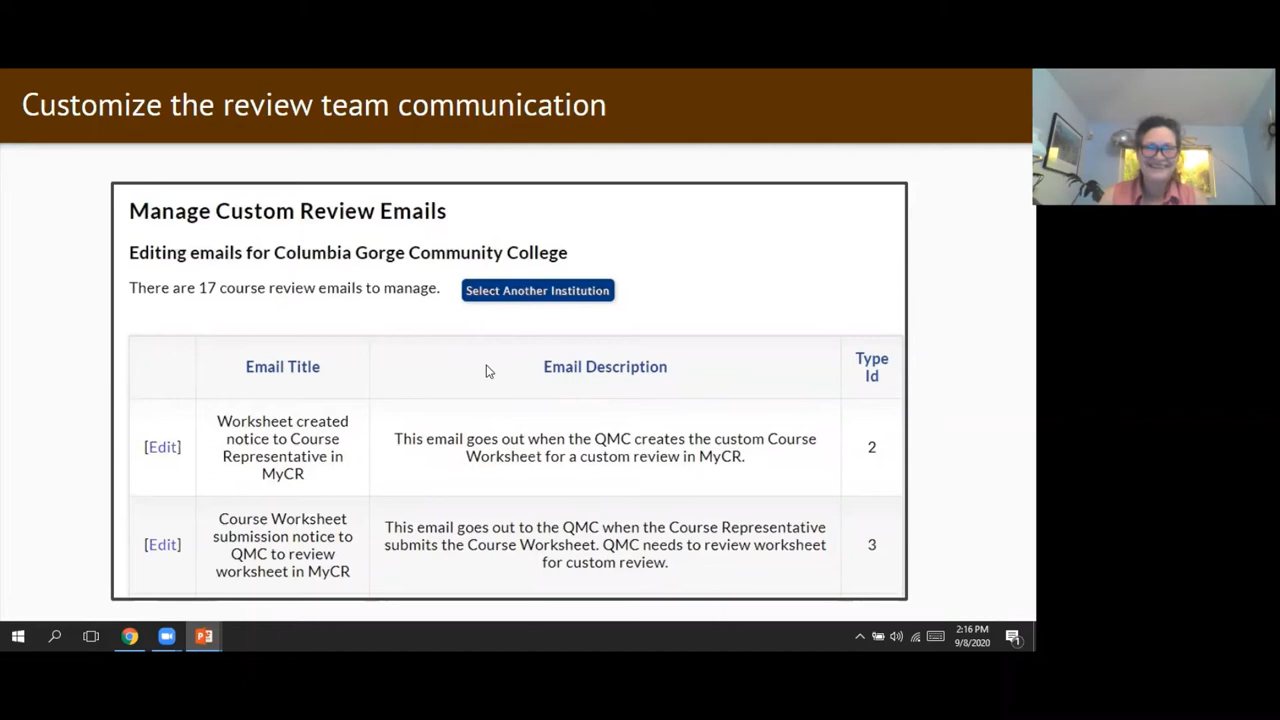 Customize the review team communication
Manage Custom Review Emails
Editing emails for Columbia Gorge Community College
There are 17 course review emails to manage.
Select Another Institution
Email Title
Email Description
Type
Id
[Edit]
Worksheet created
notice to Course
Representative in
MyCR
This email goes out when the QMC creates the custom Course
Worksheet for a custom review in MyCR.
2
[Edit]
Course Worksheet
submission notice to
QMC to review
worksheet in MyCR
This email goes out to the QMC when the Course Representative
submits the Course Worksheet. QMC needs to review worksheet
for custom review.
3
2:16 PM
9/8/2020